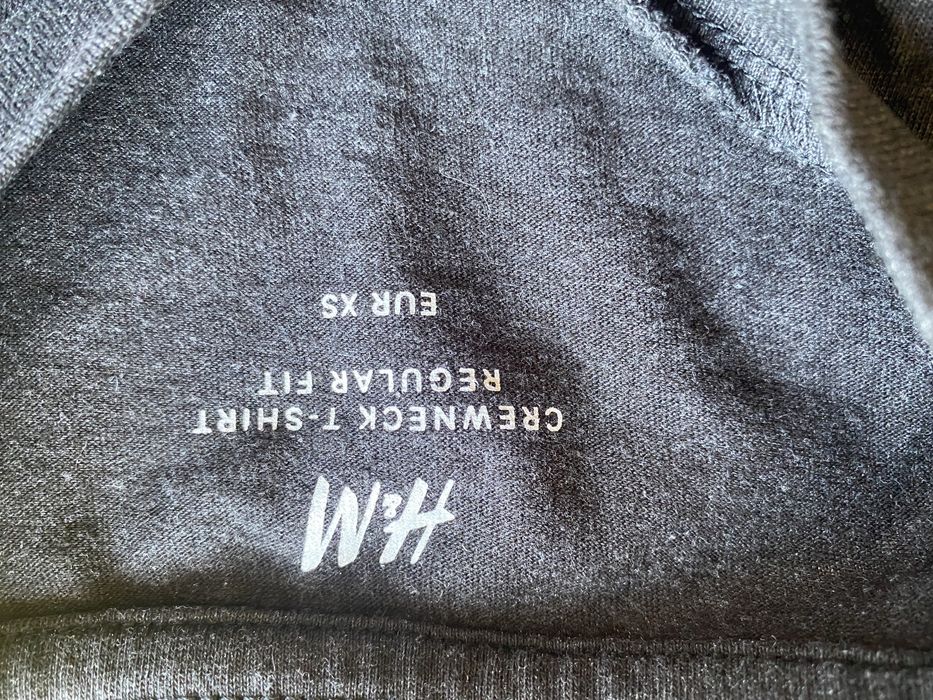 H&M
CREWNECK T-SHIRT
REGULAR FIT
EUR XS